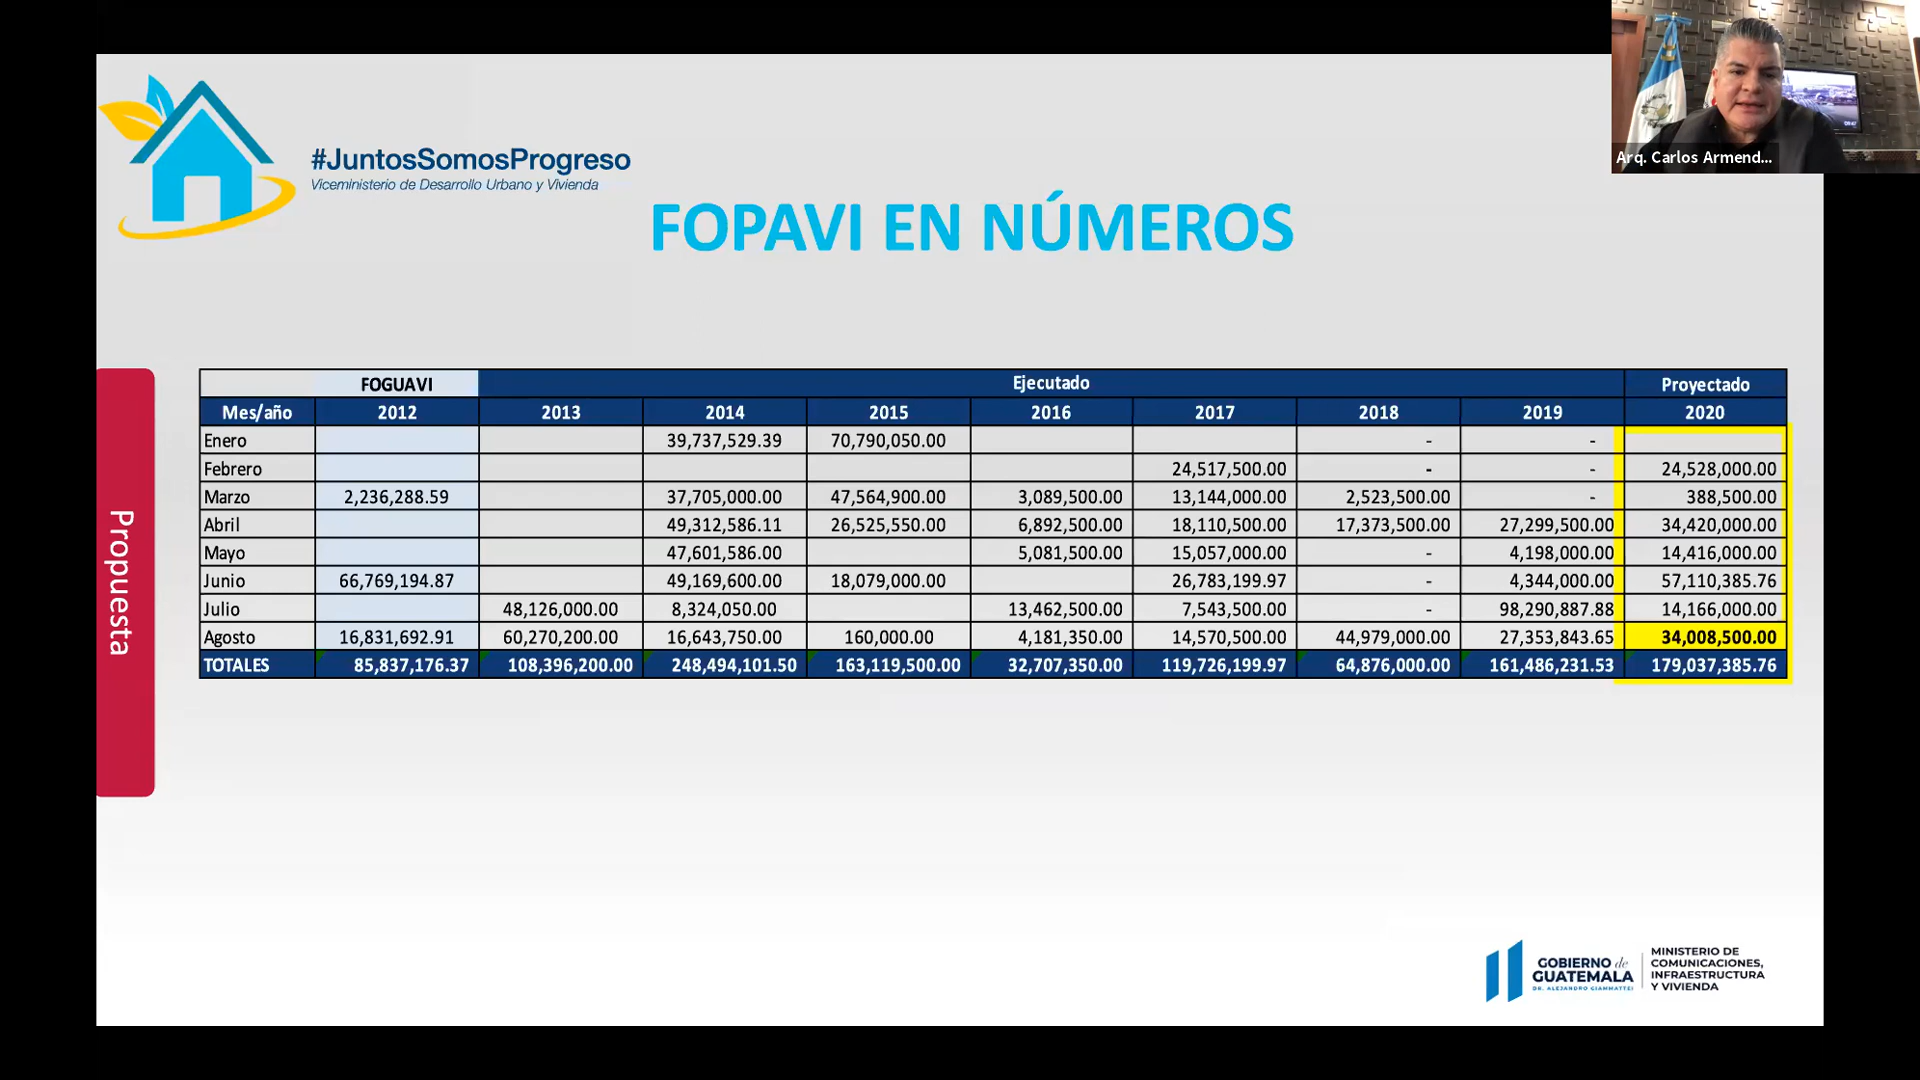 Arq. Carlos Armend...
#JuntosSomosProgreso
Viceministerio de Desarrollo Urbano y Vivienda
FOPAVI EN NÚMEROS
Propuesta
FOGUAVI Ejecutado Proyectado
Mes/año 2012 2013 2014 2015 2016 2017 2018 2019 2020
Enero 39,737,529.39 70,790,050.00 - -
Febrero 24,517,500.00 - - 24,528,000.00
Marzo 2,236,288.59 37,705,000.00 47,564,900.00 3,089,500.00 13,144,000.00 2,523,500.00 - 388,500.00
Abril 49,312,586.11 26,525,550.00 6,892,500.00 18,110,500.00 17,373,500.00 27,299,500.00 34,420,000.00
Mayo 47,601,586.00 5,081,500.00 15,057,000.00 - 4,198,000.00 14,416,000.00
Junio 66,769,194.87 49,169,600.00 18,079,000.00 26,783,199.97 - 4,344,000.00 57,110,385.76
Julio 48,126,000.00 8,324,050.00 13,462,500.00 7,543,500.00 - 98,290,887.88 14,166,000.00
Agosto 16,831,692.91 60,270,200.00 16,643,750.00 160,000.00 4,181,350.00 14,570,500.00 44,979,000.00 27,353,843.65 34,008,500.00
TOTALES 85,837,176.37 108,396,200.00 248,494,101.50 163,119,500.00 32,707,350.00 119,726,199.97 64,876,000.00 161,486,231.53 179,037,385.76
GOBIERNO de
GUATEMALA
DR. ALEJANDRO GIAMMATTEI
MINISTERIO DE
COMUNICACIONES,
INFRAESTRUCTURA
Y VIVIENDA